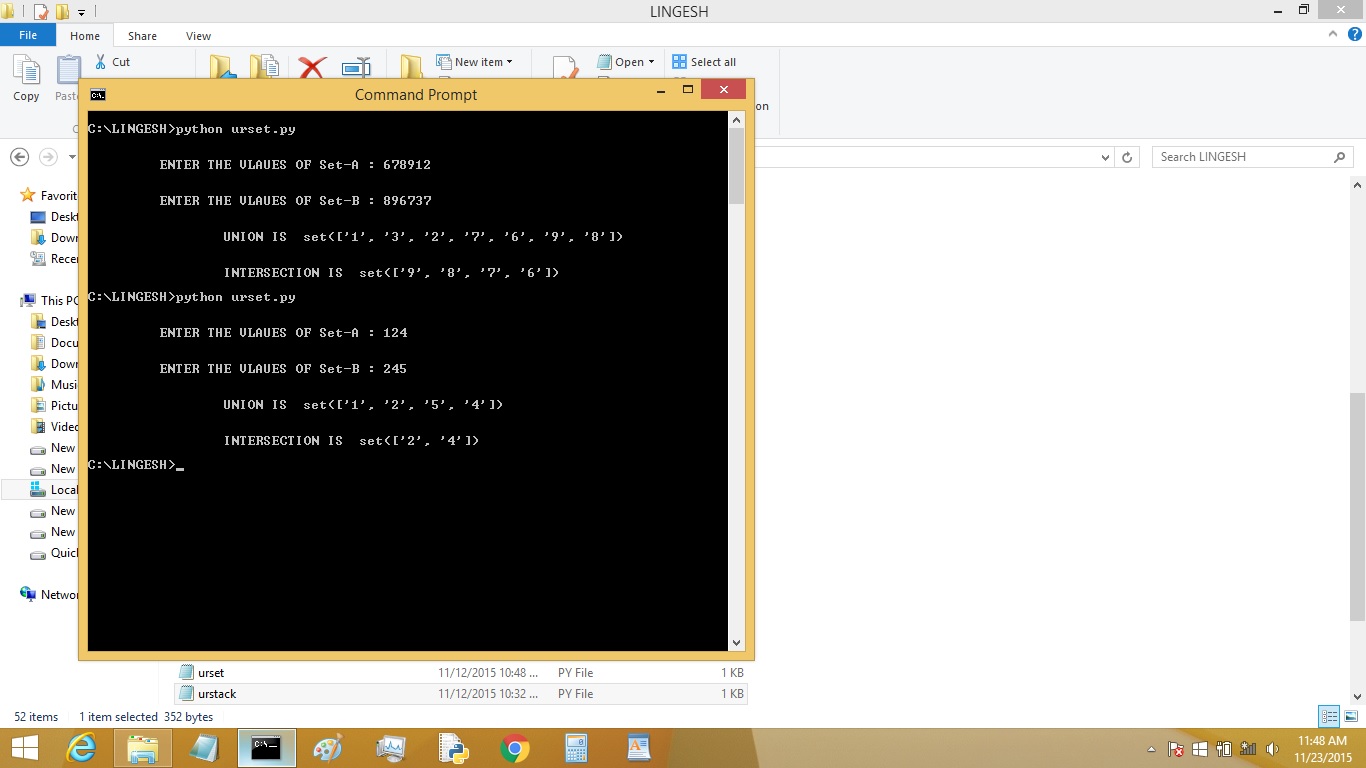 LINGESH
File Home Share View
Cut
New item
Open
Select all
Copy
Command Prompt
C:\LINGESH>python urset.py
ENTER THE VLAUES OF Set-A : 678912
ENTER THE VLAUES OF Set-B : 896737
UNION IS set(['1', '3', '2', '7', '6', '9', '8'])
INTERSECTION IS set(['9', '8', '7', '6'])
C:\LINGESH>python urset.py
ENTER THE VLAUES OF Set-A : 124
ENTER THE VLAUES OF Set-B : 245
UNION IS set(['1', '2', '5', '4'])
INTERSECTION IS set(['2', '4'])
C:\LINGESH>_
Search LINGESH
Favorit
Deskt
Down
Recen
This PC
Deskt
Docu
Down
Musi
Pictu
Video
New
New
Local
New
New
Quick
Networ
urset 11/12/2015 10:48 ... PY File 1 KB
urstack 11/12/2015 10:32 ... PY File 1 KB
52 items 1 item selected 352 bytes
11:48 AM
11/23/2015